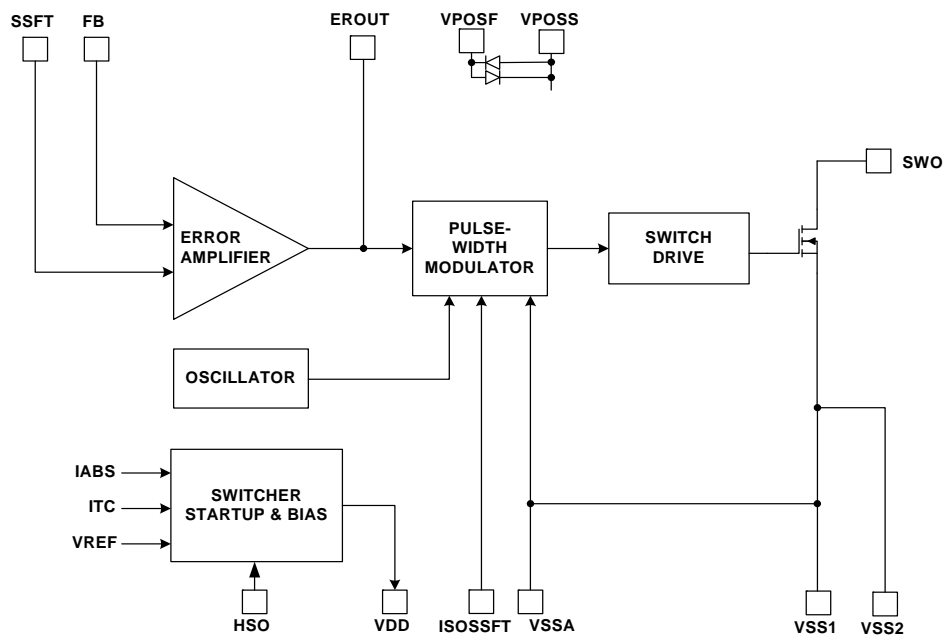 SSFT
FB
EROUT
VPOSF
VPOSS
SWO
ERROR
AMPLIFIER
PULSE-
WIDTH
MODULATOR
SWITCH
DRIVE
OSCILLATOR
IABS
ITC
VREF
SWITCHER
STARTUP & BIAS
HSO
VDD
ISOSSFT
VSSA
VSS1
VSS2